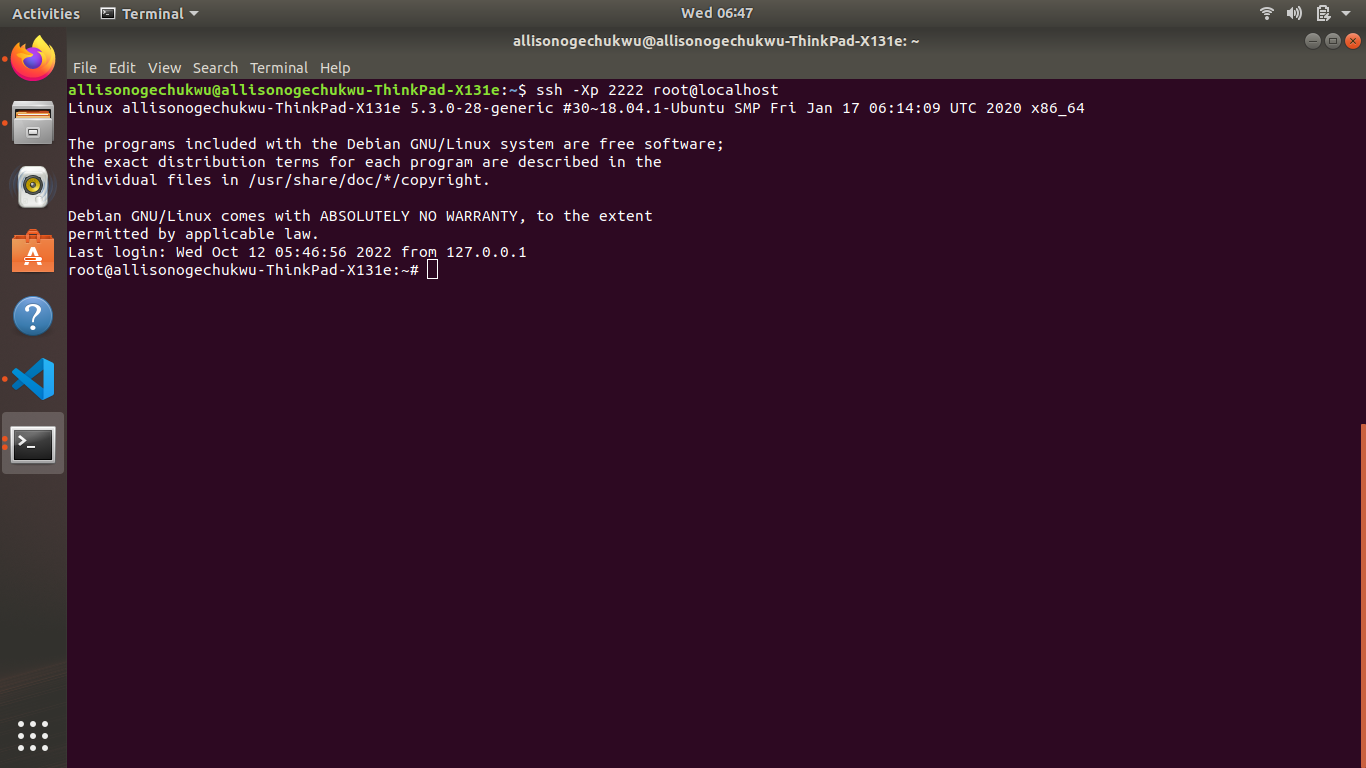 Activities Terminal Wed 06:47
allisonogechukwu@allisonogechukwu-ThinkPad-X131e: ~
File Edit View Search Terminal Help
allisonogechukwu@allisonogechukwu-ThinkPad-X131e:~$ ssh -Xp 2222 root@localhost
Linux allisonogechukwu-ThinkPad-X131e 5.3.0-28-generic #30~18.04.1-Ubuntu SMP Fri Jan 17 06:14:09 UTC 2020 x86_64
The programs included with the Debian GNU/Linux system are free software;
the exact distribution terms for each program are described in the
individual files in /usr/share/doc/*/copyright.
Debian GNU/Linux comes with ABSOLUTELY NO WARRANTY, to the extent
permitted by applicable law.
Last login: Wed Oct 12 05:46:56 2022 from 127.0.0.1
root@allisonogechukwu-ThinkPad-X131e:~#